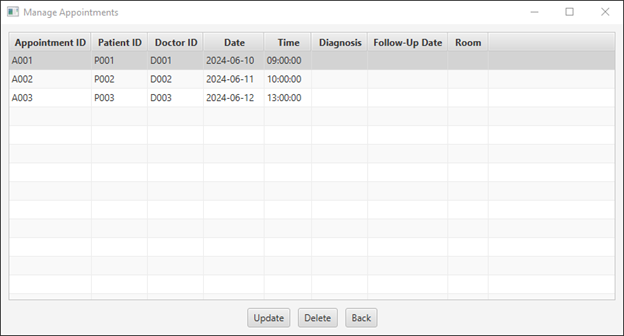 Manage Appointments
Appointment ID Patient ID Doctor ID Date Time Diagnosis Follow-Up Date Room
A001 P001 D001 2024-06-10 09:00:00
A002 P002 D002 2024-06-11 10:00:00
A003 P003 D003 2024-06-12 13:00:00
Update Delete Back